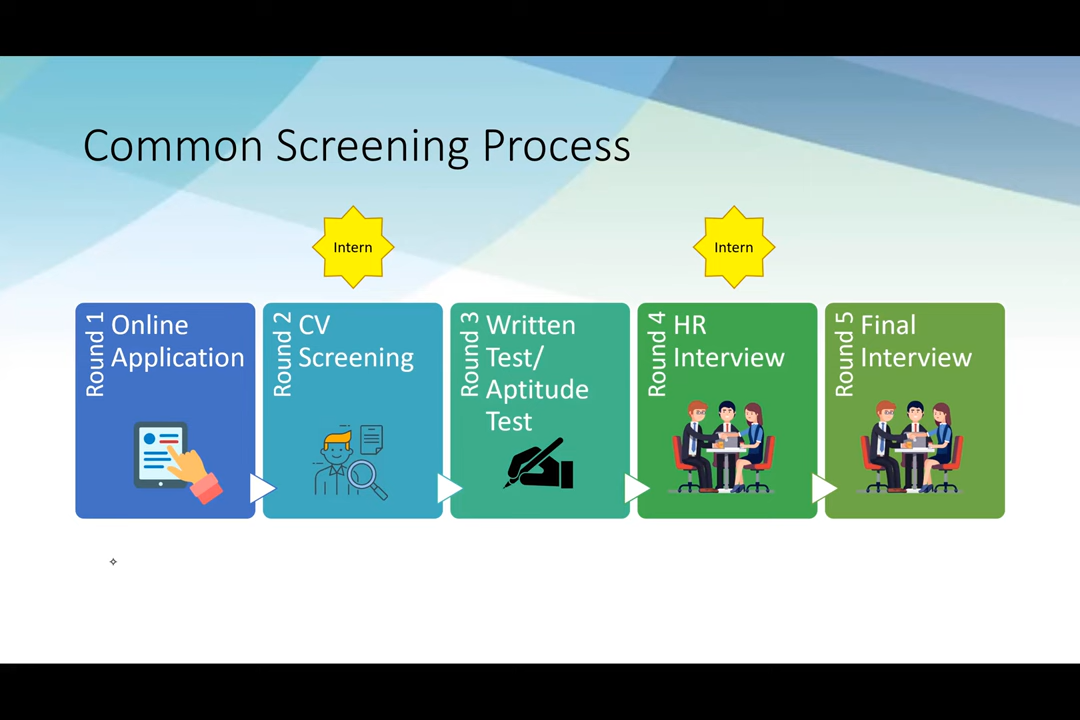 Common Screening Process
Intern
Intern
Round 1
Online
Application
Round 2
CV
Screening
Round 3
Written
Test/
Aptitude
Test
Round 4
HR
Interview
Round 5
Final
Interview